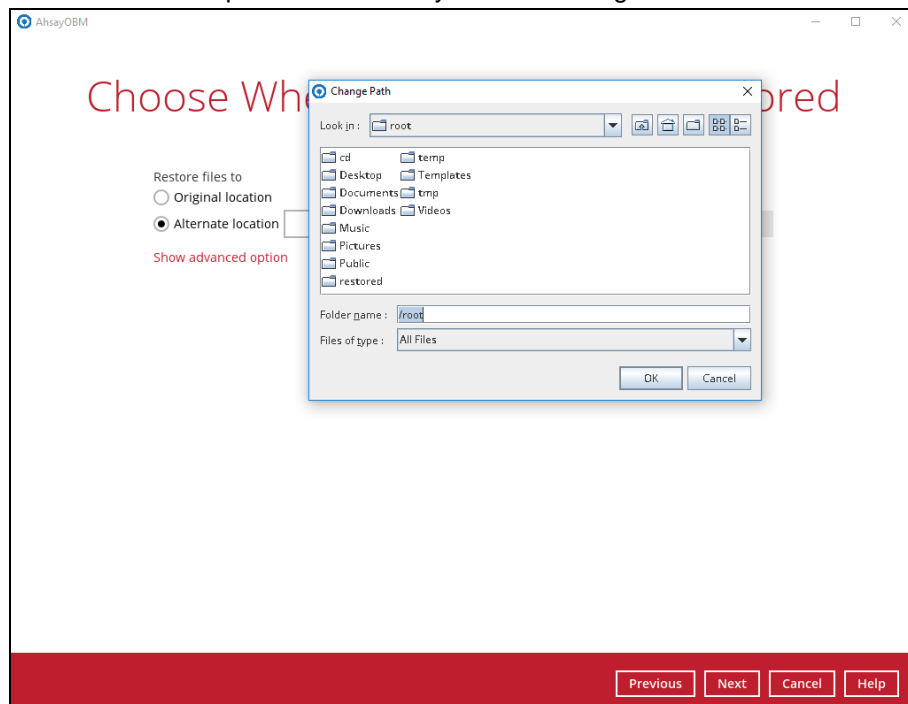 AhsayOBM
Choose Whe
ored
Change Path
Look in :
root
cd
temp
Desktop
Templates
Documents
tmp
Downloads
Videos
Music
Pictures
Public
restored
Folder name :
/root
Files of type :
All Files
OK
Cancel
Restore files to
Original location
Alternate location
Show advanced option
Previous
Next
Cancel
Help